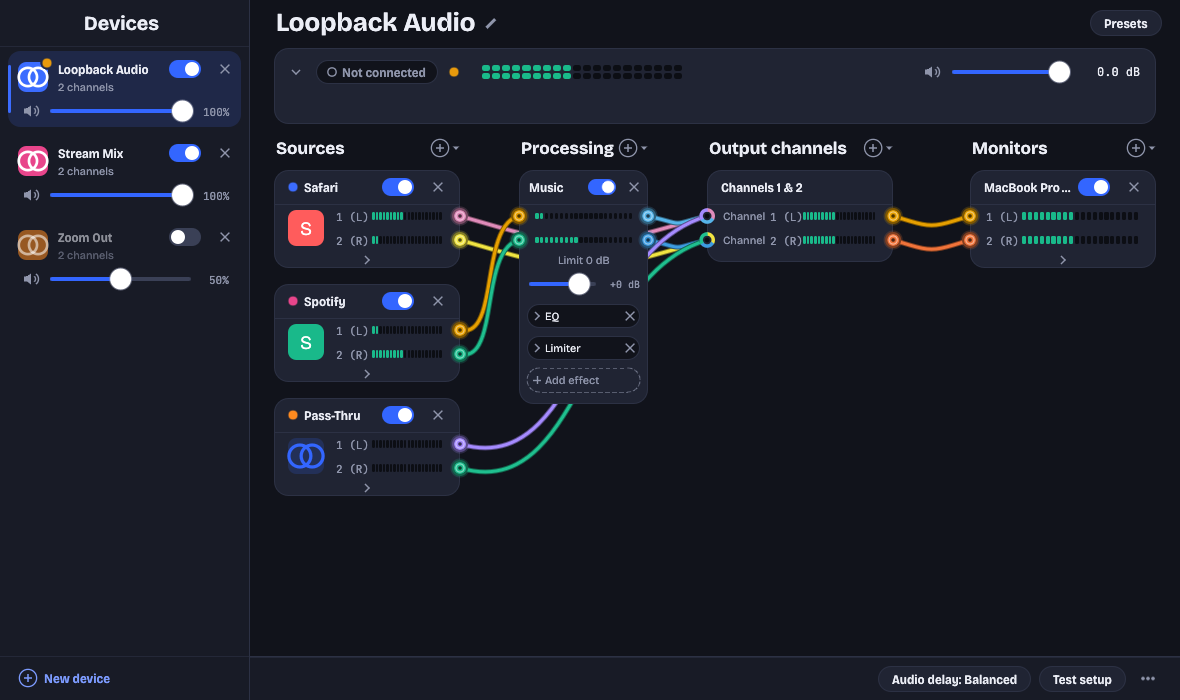 Devices
Loopback Audio
2 channels
100%
Stream Mix
2 channels
100%
Zoom Out
2 channels
50%
New device
Loopback Audio
Presets
Not connected
0.0 dB
Sources
Processing
Output channels
Monitors
Safari
S
1 (L)
2 (R)
Spotify
S
1 (L)
2 (R)
Pass-Thru
1 (L)
2 (R)
Music
Limit 0 dB
+0 dB
EQ
Limiter
+ Add effect
Channels 1 & 2
Channel 1 (L)
Channel 2 (R)
MacBook Pro ...
1 (L)
2 (R)
Audio delay: Balanced
Test setup